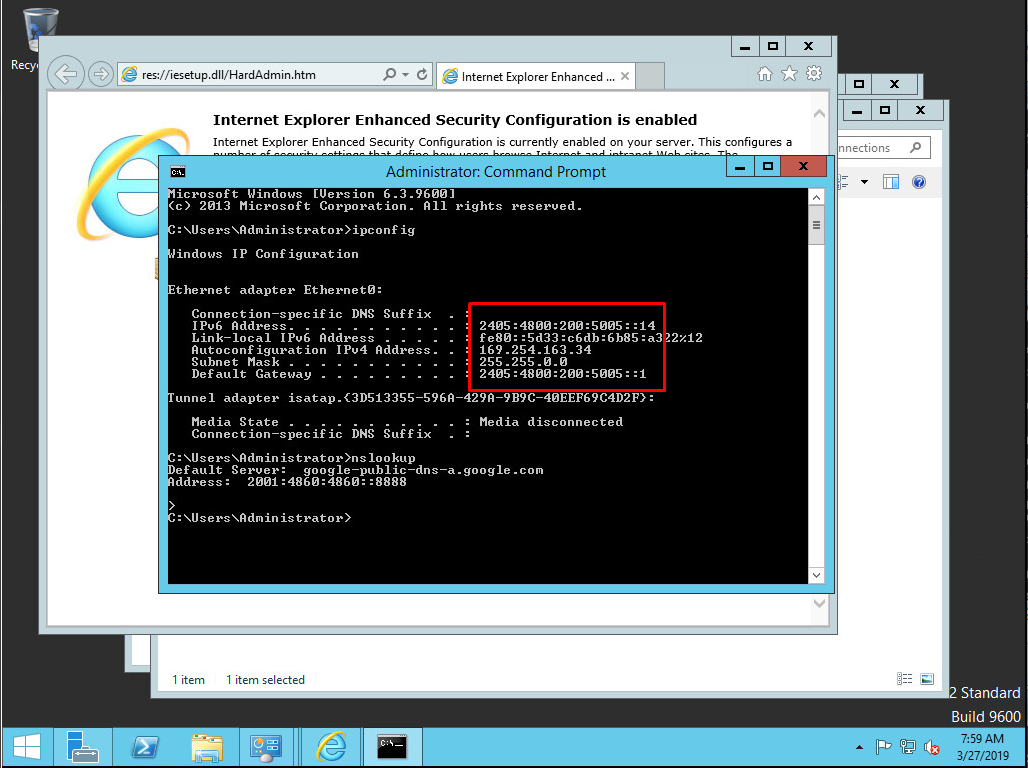 Recyc
res://iesetup.dll/HardAdmin.htm
Internet Explorer Enhanced ...
Internet Explorer Enhanced Security Configuration is enabled
Internet Explorer Enhanced Security Configuration is currently enabled on your server. This configures a
number of security settings that define how users browse Internet and intranet Web sites. The
nnections
Administrator: Command Prompt
Microsoft Windows [Version 6.3.9600]
(c) 2013 Microsoft Corporation. All rights reserved.
C:\Users\Administrator>ipconfig
Windows IP Configuration
Ethernet adapter Ethernet0:
Connection-specific DNS Suffix  . :
IPv6 Address. . . . . . . . . . . : 2405:4800:200:5005::14
Link-local IPv6 Address . . . . . : fe80::5d33:c6db:6b85:a322%12
Autoconfiguration IPv4 Address. . : 169.254.163.34
Subnet Mask . . . . . . . . . . . : 255.255.0.0
Default Gateway . . . . . . . . . : 2405:4800:200:5005::1
Tunnel adapter isatap.{3D513355-596A-429A-9B9C-40EEF69C4D2F}:
Media State . . . . . . . . . . . : Media disconnected
Connection-specific DNS Suffix  . :
C:\Users\Administrator>nslookup
Default Server:  google-public-dns-a.google.com
Address:  2001:4860:4860::8888
>
C:\Users\Administrator>
1 item 1 item selected
2 Standard
Build 9600
7:59 AM
3/27/2019